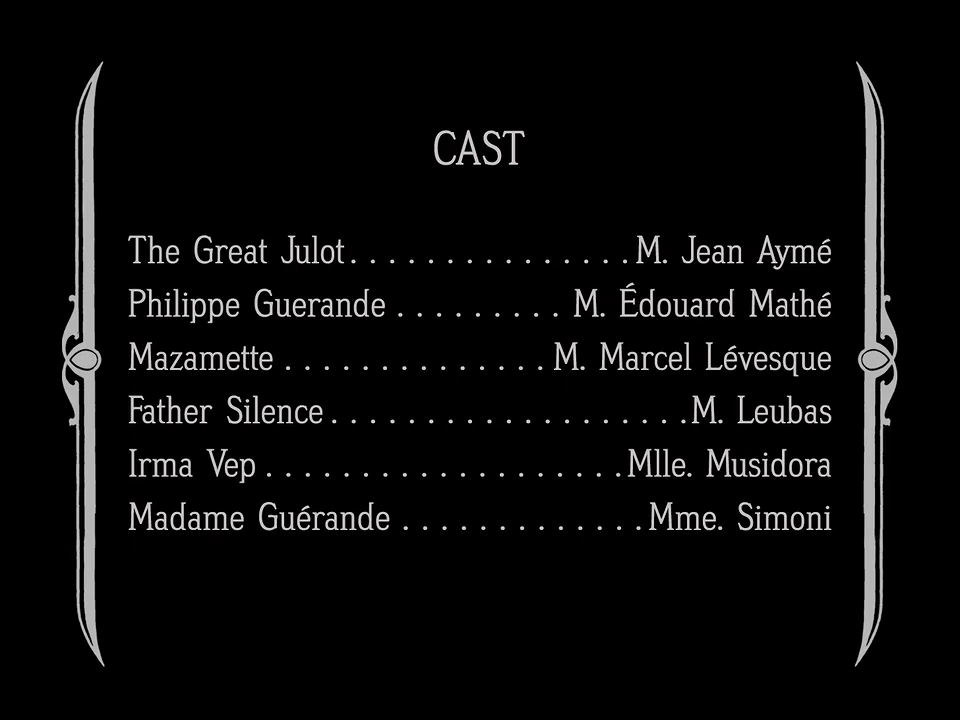 CAST
The Great Julot . . . . . . . . . . . . . . . M. Jean Aymé
Philippe Guerande . . . . . . . . . M. Édouard Mathé
Mazamette . . . . . . . . . . . . . . M. Marcel Lévesque
Father Silence . . . . . . . . . . . . . . . . . . . M. Leubas
Irma Vep . . . . . . . . . . . . . . . . . . . Mlle. Musidora
Madame Guérande . . . . . . . . . . . . . Mme. Simoni